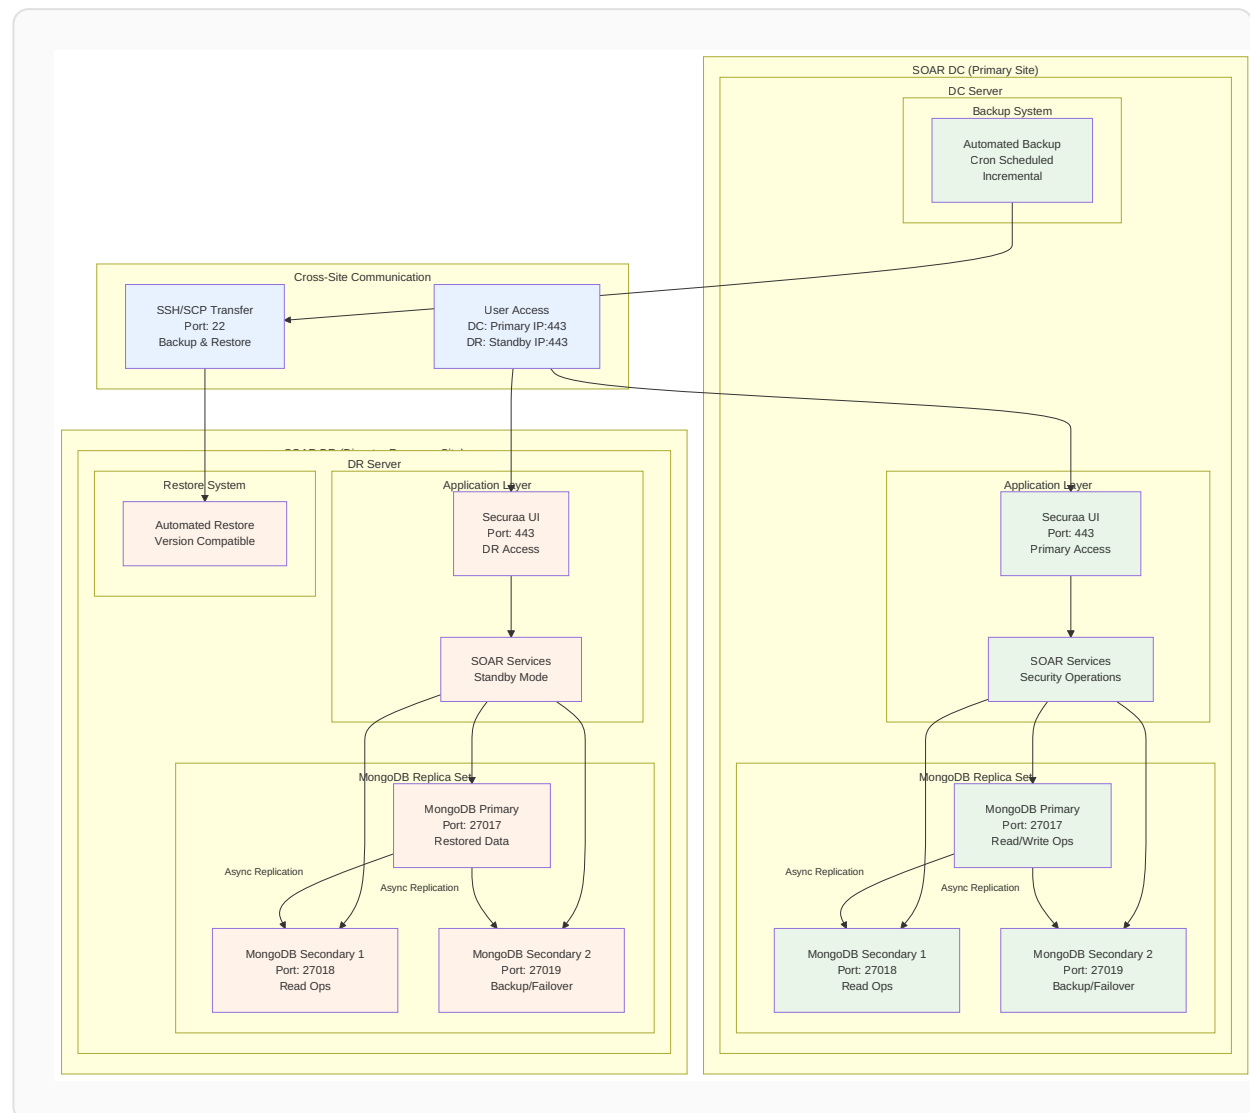 SOAR DC (Primary Site)
DC Server
Backup System
Automated Backup
Cron Scheduled
Incremental
Cross-Site Communication
SSH/SCP Transfer
Port: 22
Backup & Restore
User Access
DC: Primary IP:443
DR: Standby IP:443
DR Server
Restore System
Automated Restore
Version Compatible
Application Layer
Securaa UI
Port: 443
DR Access
SOAR Services
Standby Mode
MongoDB Replica Set
MongoDB Primary
Port: 27017
Restored Data
Async Replication
Async Replication
MongoDB Secondary 1
Port: 27018
Read Ops
MongoDB Secondary 2
Port: 27019
Backup/Failover
Application Layer
Securaa UI
Port: 443
Primary Access
SOAR Services
Security Operations
MongoDB Replica Set
MongoDB Primary
Port: 27017
Read/Write Ops
Async Replication
Async Replication
MongoDB Secondary 1
Port: 27018
Read Ops
MongoDB Secondary 2
Port: 27019
Backup/Failover